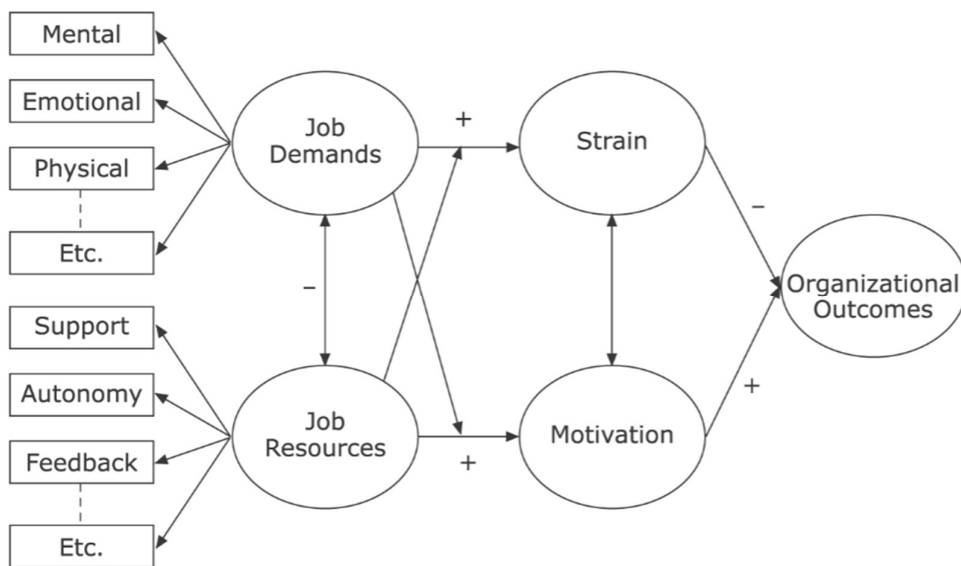 Mental
Emotional
Physical
Etc.
Support
Autonomy
Feedback
Etc.
Job
Demands
Job
Resources
+
–
+
Strain
Motivation
–
+
Organizational
Outcomes